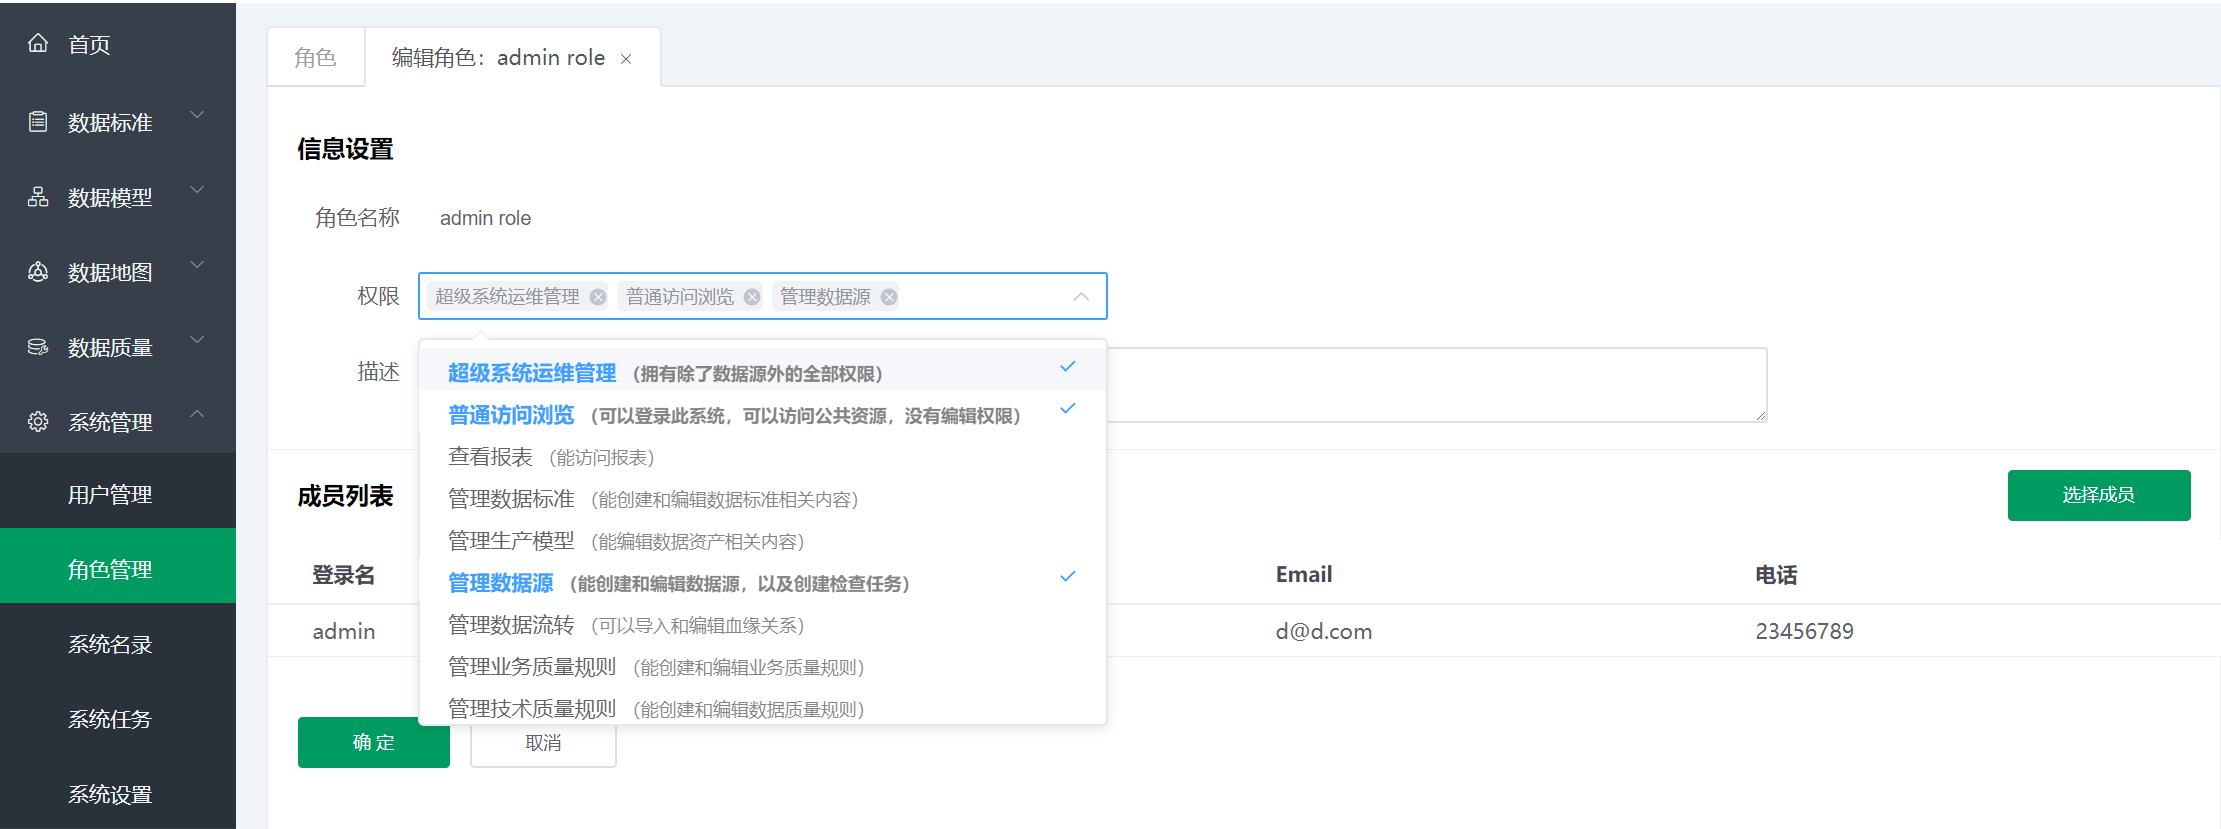 首页
数据标准
数据模型
数据地图
数据质量
系统管理
用户管理
角色管理
系统名录
系统任务
系统设置
角色
编辑角色：admin role
信息设置
角色名称 admin role
权限 超级系统运维管理 普通访问浏览 管理数据源
描述
超级系统运维管理 （拥有除了数据源外的全部权限）
普通访问浏览 （可以登录此系统，可以访问公共资源，没有编辑权限）
查看报表 （能访问报表）
管理数据标准 （能创建和编辑数据标准相关内容）
管理生产模型 （能编辑数据资产相关内容）
管理数据源 （能创建和编辑数据源，以及创建检查任务）
管理数据流转 （可以导入和编辑血缘关系）
管理业务质量规则 （能创建和编辑业务质量规则）
管理技术质量规则 （能创建和编辑数据质量规则）
成员列表 选择成员
登录名 Email 电话
admin d@d.com 23456789
确 定 取消